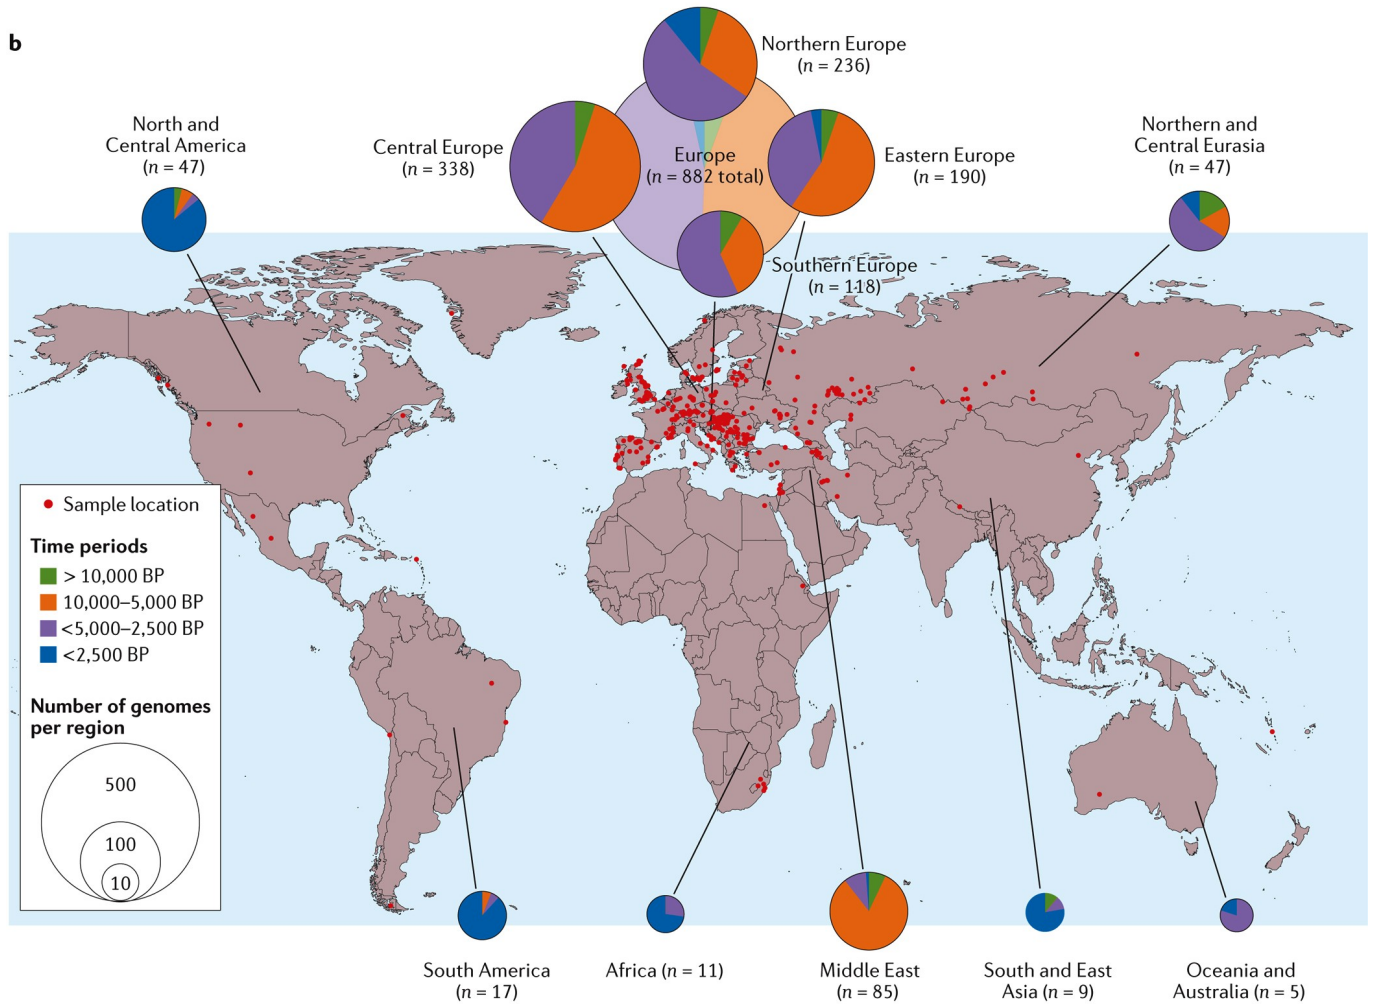 b
Northern Europe
(n = 236)
North and
Central America
(n = 47)
Central Europe
(n = 338)
Europe
(n = 882 total)
Eastern Europe
(n = 190)
Northern and
Central Eurasia
(n = 47)
Southern Europe
(n = 118)
Sample location
Time periods
> 10,000 BP
10,000–5,000 BP
<5,000–2,500 BP
<2,500 BP
Number of genomes
per region
500
100
10
South America
(n = 17)
Africa (n = 11)
Middle East
(n = 85)
South and East
Asia (n = 9)
Oceania and
Australia (n = 5)